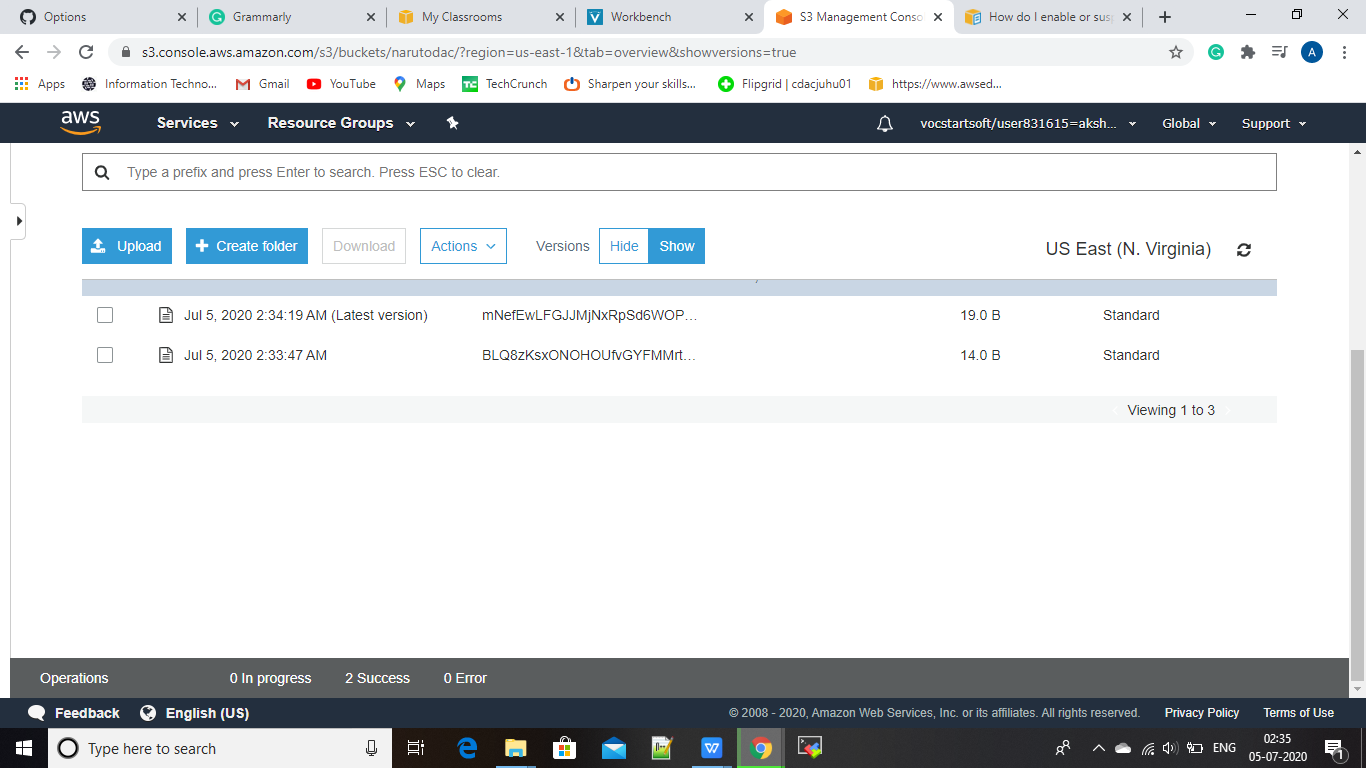 Options
Grammarly
My Classrooms
Workbench
S3 Management Conso
How do I enable or sus
s3.console.aws.amazon.com/s3/buckets/narutodac/?region=us-east-1&tab=overview&showversions=true
A
Apps
Information Techno...
Gmail
YouTube
Maps
TechCrunch
Sharpen your skills...
Flipgrid | cdacjuhu01
https://www.awsed...
aws
Services
Resource Groups
vocstartsoft/user831615=aksh...
Global
Support
Type a prefix and press Enter to search. Press ESC to clear.
Upload
Create folder
Download
Actions
Versions
Hide
Show
US East (N. Virginia)
Jul 5, 2020 2:34:19 AM (Latest version)
mNefEwLFGJJMjNxRpSd6WOP...
19.0 B
Standard
Jul 5, 2020 2:33:47 AM
BLQ8zKsxONOHOUfvGYFMMrt...
14.0 B
Standard
Viewing 1 to 3
Operations
0 In progress
2 Success
0 Error
Feedback
English (US)
© 2008 - 2020, Amazon Web Services, Inc. or its affiliates. All rights reserved.
Privacy Policy
Terms of Use
Type here to search
ENG
02:35
05-07-2020
1